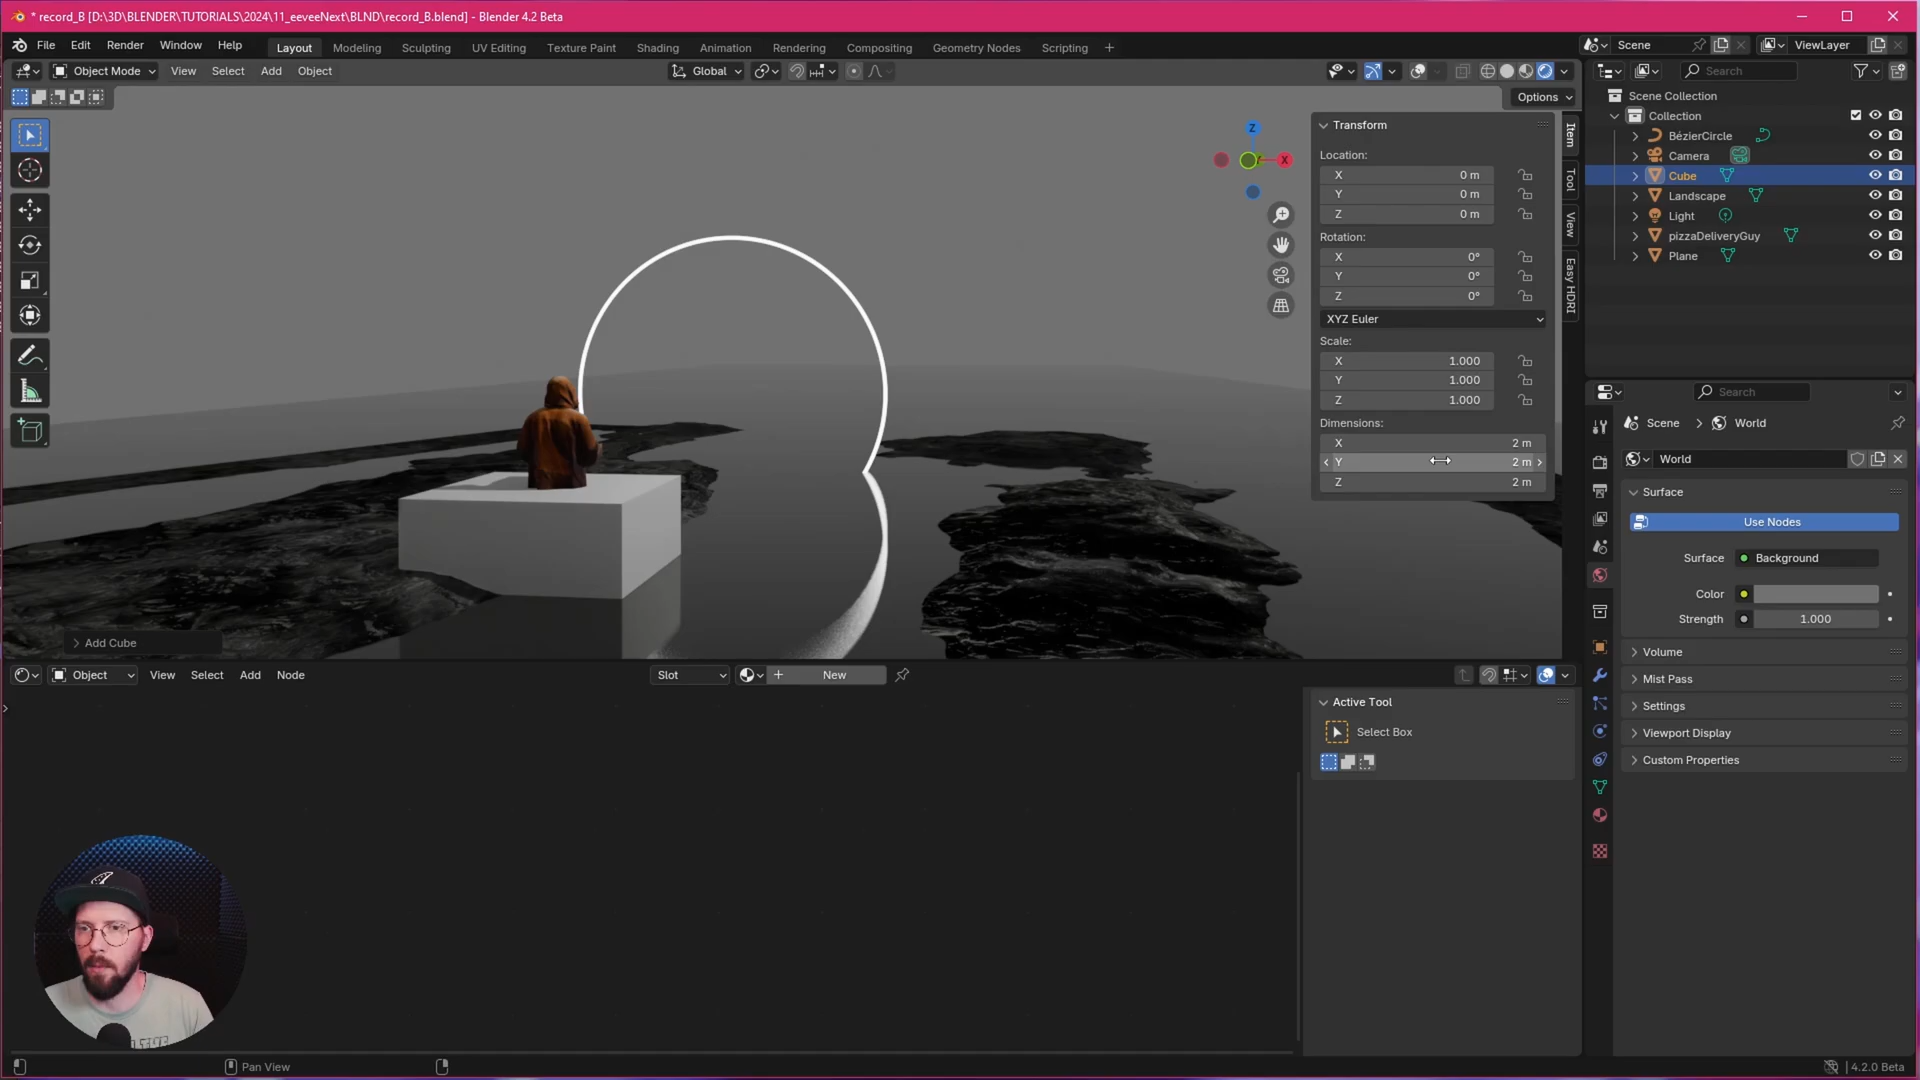 * record_B [D:\3D\BLENDER\TUTORIALS\2024\11_eeveeNext\BLND\record_B.blend] - Blender 4.2 Beta
File Edit Render Window Help Layout Modeling Sculpting UV Editing Texture Paint Shading Animation Rendering Compositing Geometry Nodes Scripting + Scene ViewLayer
Object Mode View Select Add Object Global Search
Options
Scene Collection
Collection
BézierCircle
Camera
Cube
Landscape
Light
pizzaDeliveryGuy
Plane
Z
X
Transform
Location:
X 0 m
Y 0 m
Z 0 m
Rotation:
X 0°
Y 0°
Z 0°
XYZ Euler
Scale:
X 1.000
Y 1.000
Z 1.000
Dimensions:
X 2 m
Y 2 m
Z 2 m
Item
Tool
View
Easy HDRI
Search
Scene > World
World
Surface
Use Nodes
Surface Background
Color
Strength 1.000
Volume
Mist Pass
Settings
Viewport Display
Custom Properties
Add Cube
Object View Select Add Node Slot New
Active Tool
Select Box
Pan View
4.2.0 Beta